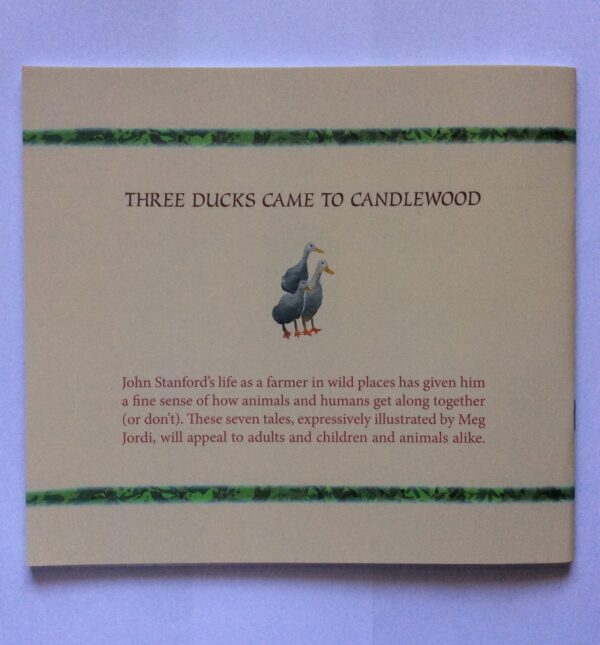 THREE DUCKS CAME TO CANDLEWOOD
John Stanford's life as a farmer in wild places has given him
a fine sense of how animals and humans get along together
(or don't). These seven tales, expressively illustrated by Meg
Jordi, will appeal to adults and children and animals alike.